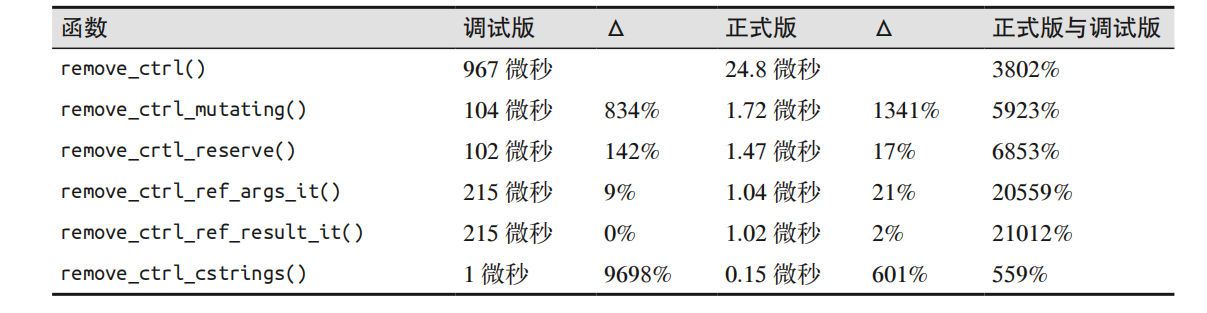 函数 调试版 Δ 正式版 Δ 正式版与调试版
remove_ctrl() 967 微秒 24.8 微秒 3802%
remove_ctrl_mutating() 104 微秒 834% 1.72 微秒 1341% 5923%
remove_crtl_reserve() 102 微秒 142% 1.47 微秒 17% 6853%
remove_ctrl_ref_args_it() 215 微秒 9% 1.04 微秒 21% 20559%
remove_ctrl_ref_result_it() 215 微秒 0% 1.02 微秒 2% 21012%
remove_ctrl_cstrings() 1 微秒 9698% 0.15 微秒 601% 559%